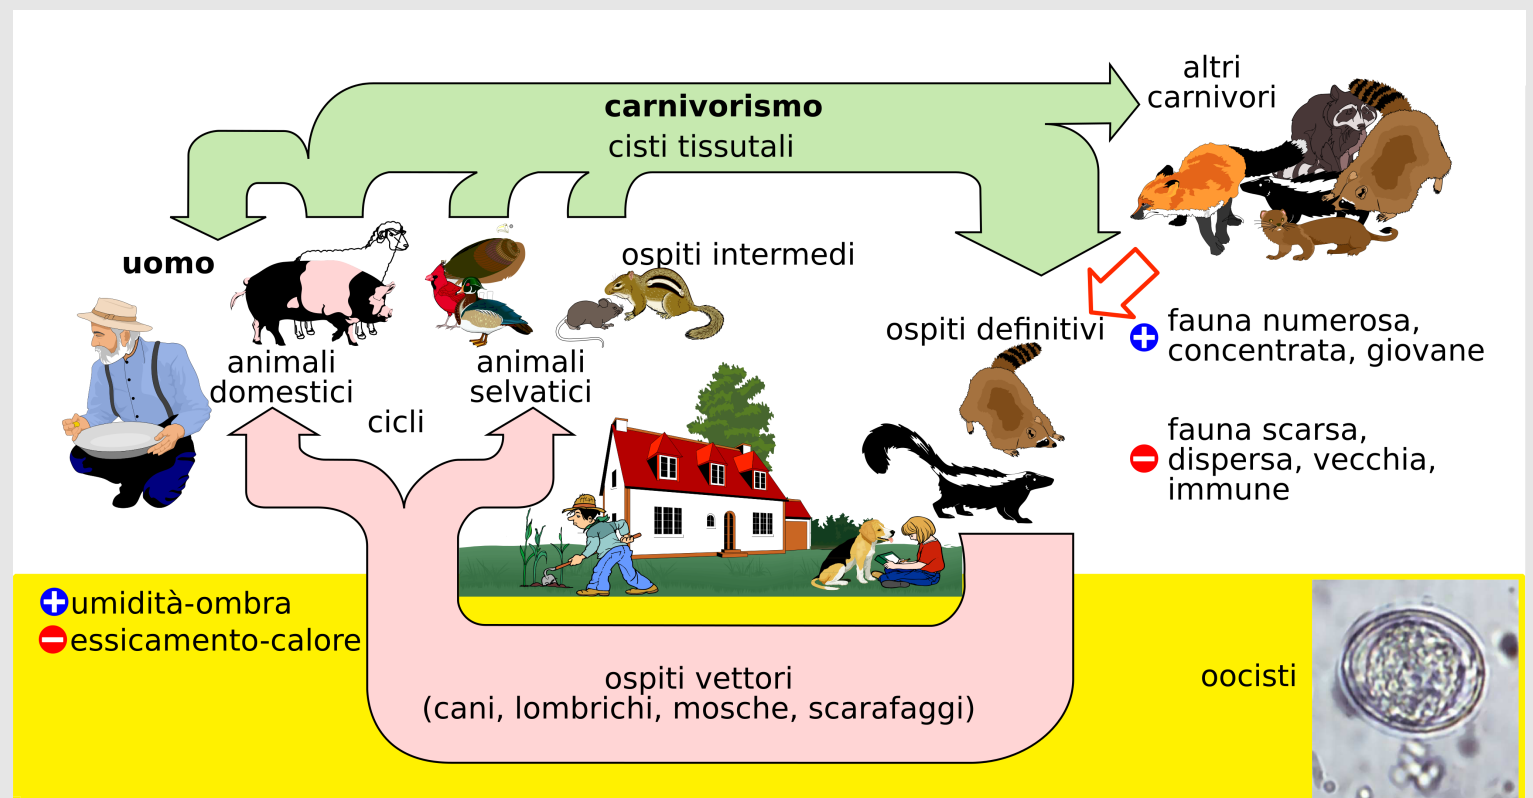 altri
carnivori
carnivorismo
cisti tissutali
uomo
ospiti intermedi
ospiti definitivi
fauna numerosa,
concentrata, giovane
animali
domestici
animali
selvatici
cicli
fauna scarsa,
dispersa, vecchia,
immune
umidità-ombra
essicamento-calore
ospiti vettori
(cani, lombrichi, mosche, scarafaggi)
oocisti